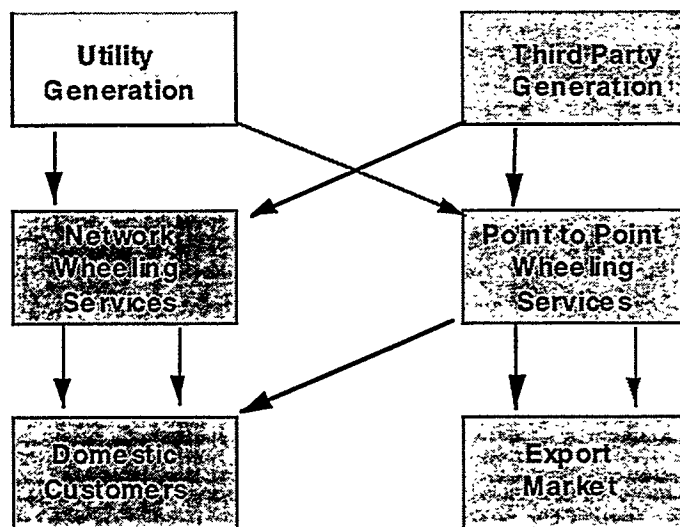 Utility
Generation
Third Party
Generation
Network
Wheeling
Services
Point to Point
Wheeling
Services
Domestic
Customers
Export
Market